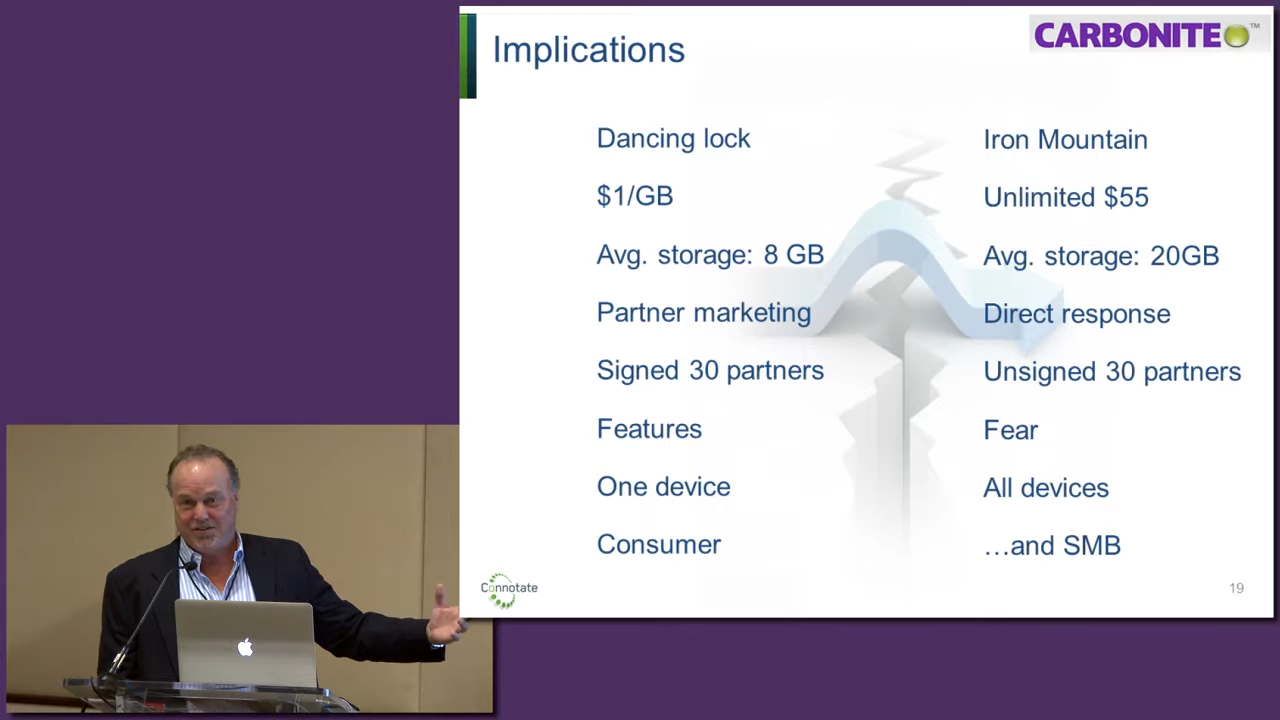 Implications
CARBONITE™
Dancing lock
Iron Mountain
$1/GB
Unlimited $55
Avg. storage: 8 GB
Avg. storage: 20GB
Partner marketing
Direct response
Signed 30 partners
Unsigned 30 partners
Features
Fear
One device
All devices
Consumer
…and SMB
Connotate
19